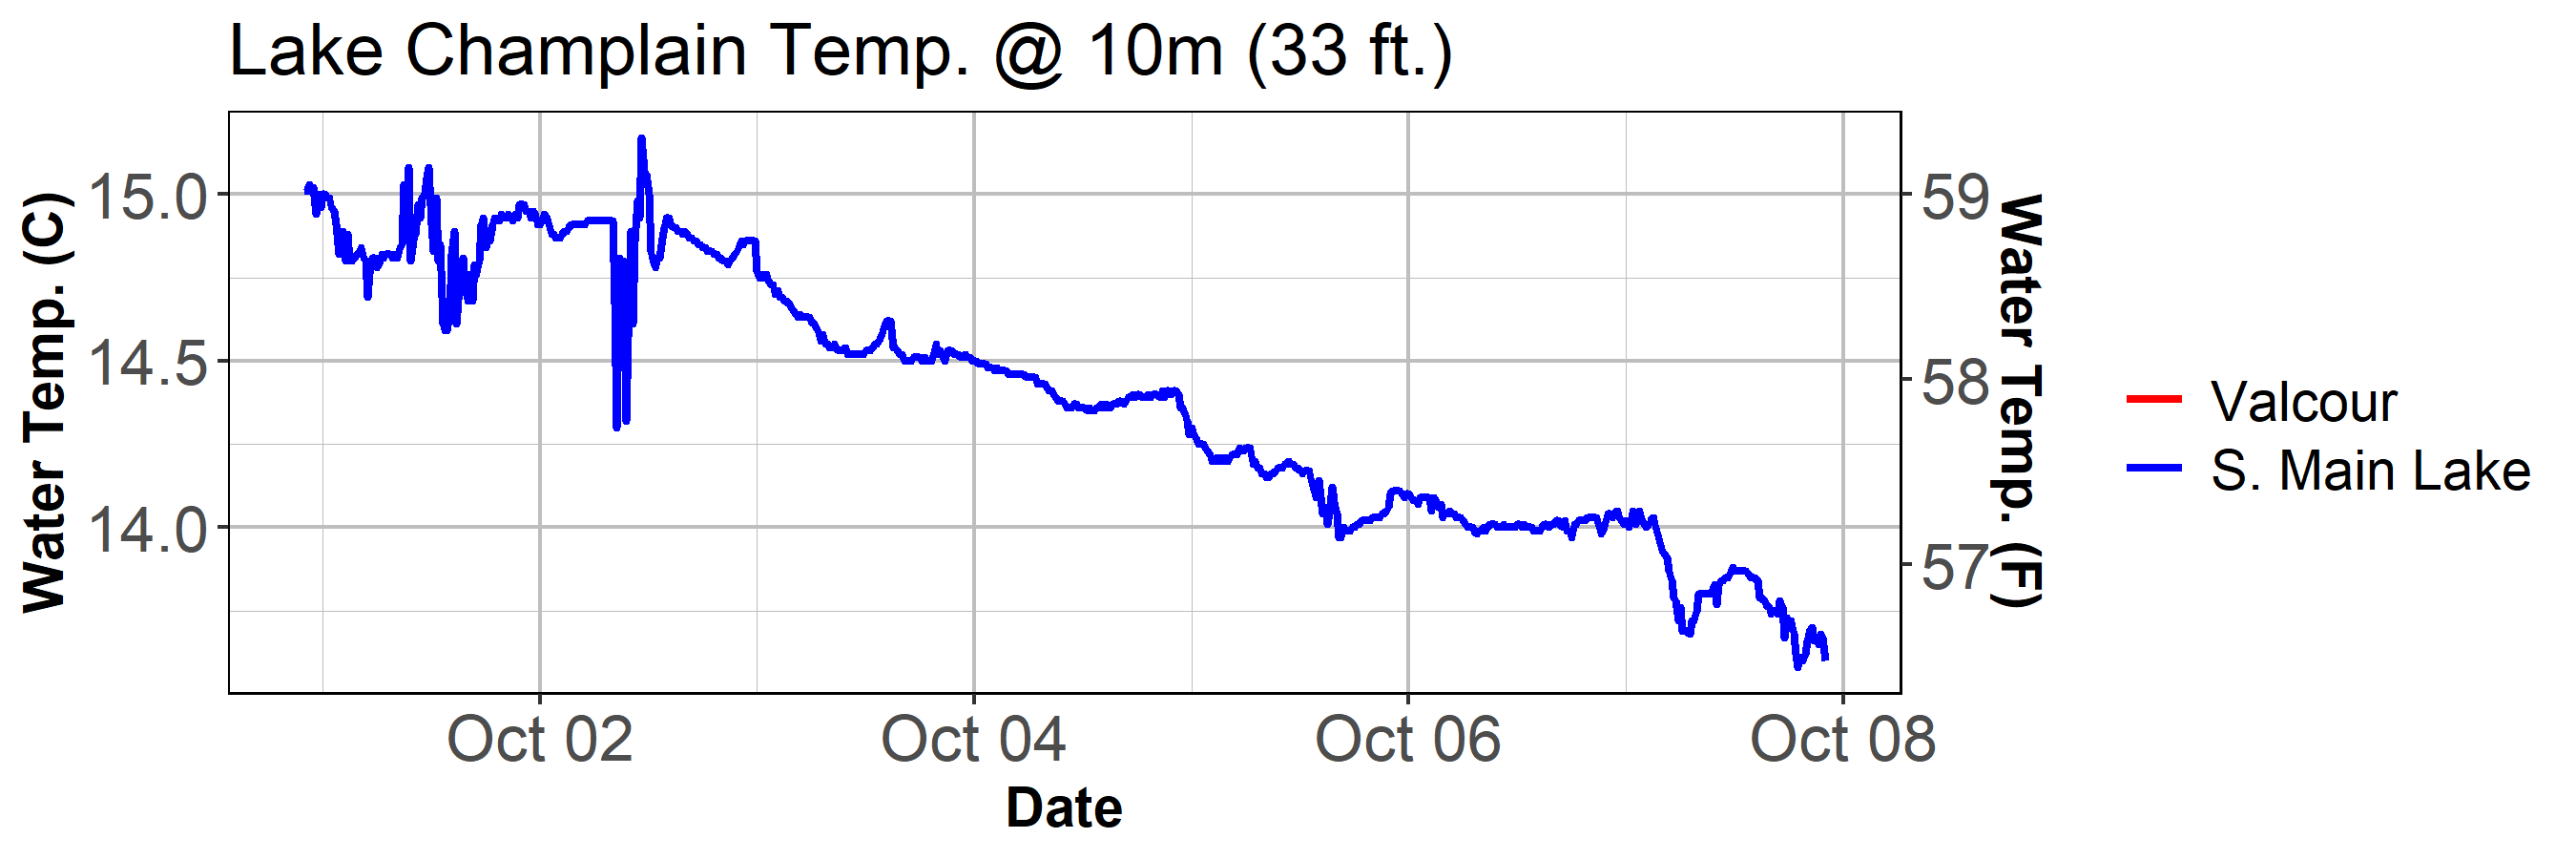 Lake Champlain Temp. @ 10m (33 ft.)
Water Temp. (C)
15.0
14.5
14.0
59
58
57
Water Temp. (F)
Oct 02
Oct 04
Oct 06
Oct 08
Date
Valcour
S. Main Lake